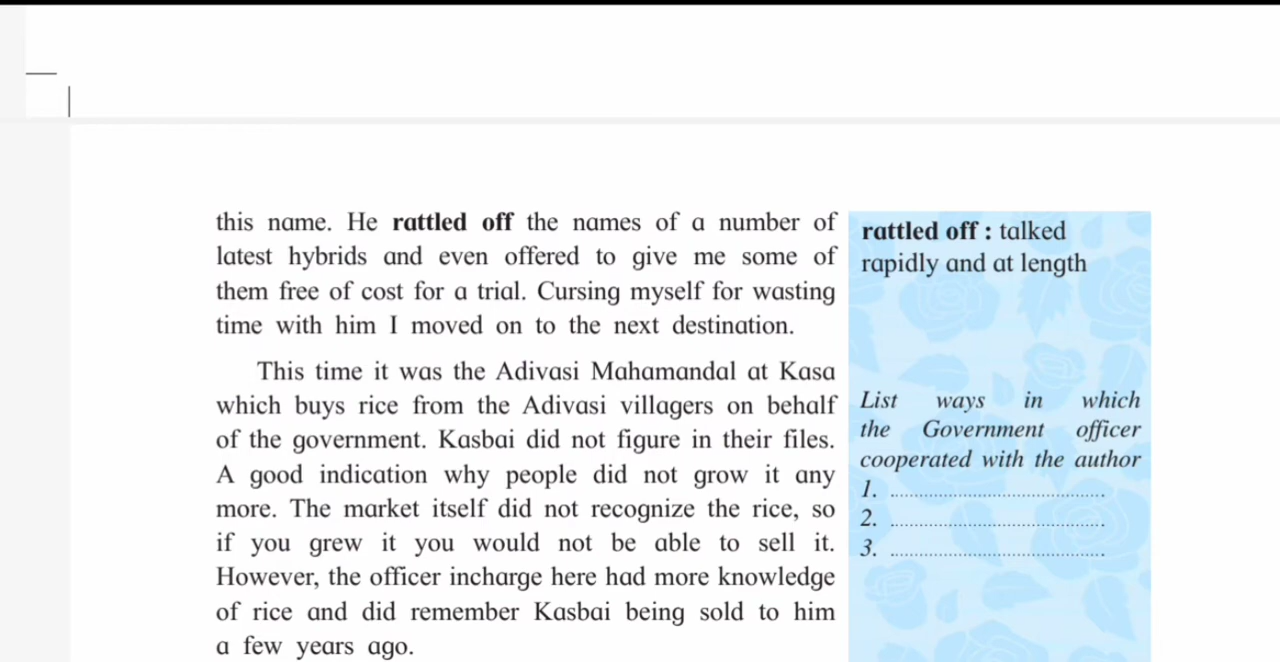 this name. He rattled off the names of a number of
latest hybrids and even offered to give me some of
them free of cost for a trial. Cursing myself for wasting
time with him I moved on to the next destination.
This time it was the Adivasi Mahamandal at Kasa
which buys rice from the Adivasi villagers on behalf
of the government. Kasbai did not figure in their files.
A good indication why people did not grow it any
more. The market itself did not recognize the rice, so
if you grew it you would not be able to sell it.
However, the officer incharge here had more knowledge
of rice and did remember Kasbai being sold to him
a few years ago.
rattled off : talked
rapidly and at length
List ways in which
the Government officer
cooperated with the author
1. ..........................................
2. ..........................................
3. ..........................................